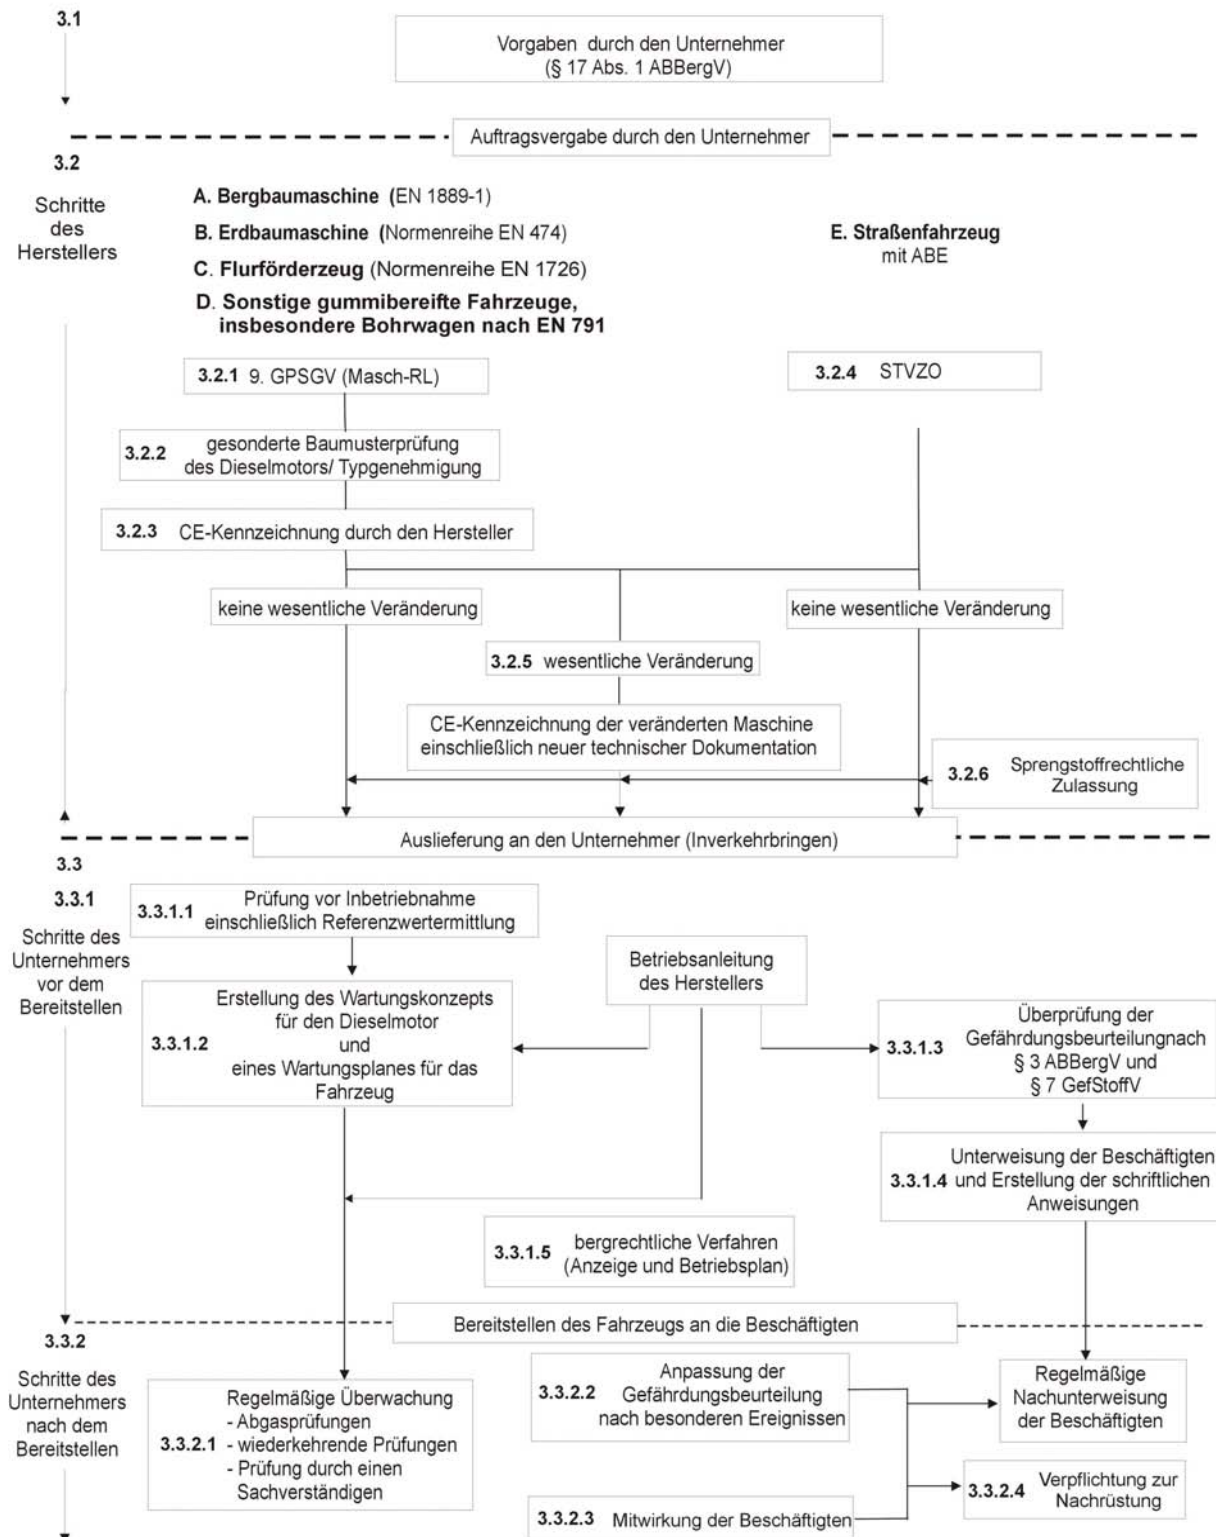 3.1
Vorgaben durch den Unternehmer
(§ 17 Abs. 1 ABBergV)
Auftragsvergabe durch den Unternehmer
3.2
Schritte
des
Herstellers
A. Bergbaumaschine (EN 1889-1)
B. Erdbaumaschine (Normenreihe EN 474)
C. Flurförderzeug (Normenreihe EN 1726)
D. Sonstige gummibereifte Fahrzeuge,
insbesondere Bohrwagen nach EN 791
E. Straßenfahrzeug
mit ABE
3.2.1 9. GPSGV (Masch-RL)
3.2.4 STVZO
3.2.2 gesonderte Baumusterprüfung
des Dieselmotors/ Typgenehmigung
3.2.3 CE-Kennzeichnung durch den Hersteller
keine wesentliche Veränderung
keine wesentliche Veränderung
3.2.5 wesentliche Veränderung
CE-Kennzeichnung der veränderten Maschine
einschließlich neuer technischer Dokumentation
3.2.6 Sprengstoffrechtliche
Zulassung
Auslieferung an den Unternehmer (Inverkehrbringen)
3.3
3.3.1
Schritte des
Unternehmers
vor dem
Bereitstellen
3.3.1.1 Prüfung vor Inbetriebnahme
einschließlich Referenzwertermittlung
Betriebsanleitung
des Herstellers
3.3.1.2 Erstellung des Wartungskonzepts
für den Dieselmotor
und
eines Wartungsplanes für das
Fahrzeug
3.3.1.3 Überprüfung der
Gefährdungsbeurteilungnach
§ 3 ABBergV und
§ 7 GefStoffV
3.3.1.4 Unterweisung der Beschäftigten
und Erstellung der schriftlichen
Anweisungen
3.3.1.5 bergrechtliche Verfahren
(Anzeige und Betriebsplan)
Bereitstellen des Fahrzeugs an die Beschäftigten
3.3.2
Schritte des
Unternehmers
nach dem
Bereitstellen
3.3.2.1 Regelmäßige Überwachung
- Abgasprüfungen
- wiederkehrende Prüfungen
- Prüfung durch einen
Sachverständigen
3.3.2.2 Anpassung der
Gefährdungsbeurteilung
nach besonderen Ereignissen
Regelmäßige
Nachunterweisung
der Beschäftigten
3.3.2.3 Mitwirkung der Beschäftigten
3.3.2.4 Verpflichtung zur
Nachrüstung